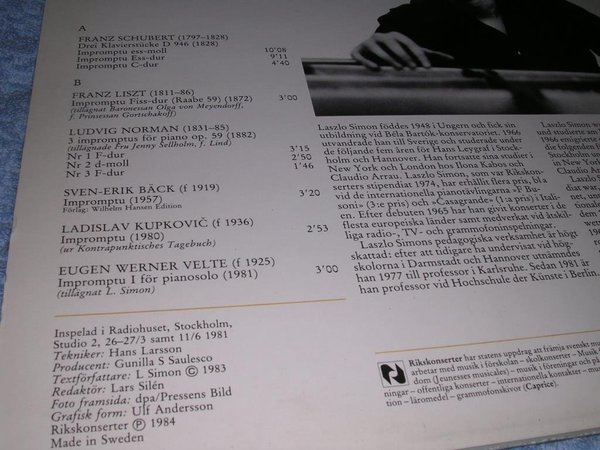 A
FRANZ SCHUBERT (1797–1828)
Drei Klavierstücke D 946 (1828)
Impromptu ess-moll 10'08
Impromptu Ess-dur 9'11
Impromptu C-dur 4'40
B
FRANZ LISZT (1811–86)
Impromptu Fiss-dur (Raabe 59) (1872) 3'00
(tillägnat Baronessan Olga von Meyendorff,
f. Prinsessan Gortschakoff)
LUDVIG NORMAN (1831–85)
3 impromptus för piano op. 59 (1882)
(tillägnade Fru Jenny Sellholm, f. Lind)
Nr 1 F-dur 3'15
Nr 2 d-moll 2'50
Nr 3 F-dur 1'46
SVEN-ERIK BÄCK (f 1919)
Impromptu (1957) 3'20
Förlag: Wilhelm Hansen Edition
LADISLAV KUPKOVIČ (f 1936)
Impromptu (1980) 2'53
(ur Kontrapunktisches Tagebuch)
EUGEN WERNER VELTE (f 1925)
Impromptu I för pianosolo (1981) 3'00
(tillägnat L. Simon)
Inspelad i Radiohuset, Stockholm,
Studio 2, 26–27/3 samt 11/6 1981
Tekniker: Hans Larsson
Producent: Gunilla S Saulesco
Textförfattare: L Simon © 1983
Redaktör: Lars Silén
Foto framsida: dpa/Pressens Bild
Grafisk form: Ulf Andersson
Rikskonserter ℗ 1984
Made in Sweden
Laszlo Simon föddes 1948 i Ungern och fick sin
utbildning vid Béla Bartók-konservatoriet. 1966
utvandrade han till Sverige och studerade under
de följande fem åren för Hans Leygraf i Stock-
holm och Hannover. Han fortsatte sina studier i
New York och London hos Ilona Kabos och
Claudio Arrau. Laszlo Simon, som var Rikskon-
serters stipendiat 1974, har erhållit flera pris, bl a
vid de internationella pianotävlingarna »F Bu-
soni» (3:e pris) och «Casagrande» (1:a pris) i Itali-
en. Efter debuten 1965 har han givit konserter i de
flesta europeiska länder samt medverkat vid åtskil-
liga radio-, TV- och grammofoninspelningar.
Laszlo Simons pedagogiska verksamhet är högt
skattad: efter att tidigare ha undervisat vid hög-
skolorna i Darmstadt och Hannover utnämndes
han 1977 till professor i Karlsruhe. Sedan 1981 är
han professor vid Hochschule der Künste i Berlin.
Laszlo Simon
was
und studierte an
1966 emigrierte
der folgenden
Stockholm
in New York
Claudio
Rikskonserter har statens uppdrag att främja svenskt mu
arbetar med musik i förskolan – skolkonserter – Musik
dom (Jeunesses musicales) – musik i föreningar och på
ningar – offentliga konserter – internationella kontakter – mu
tion – läromedel – grammofonskivor (Caprice).